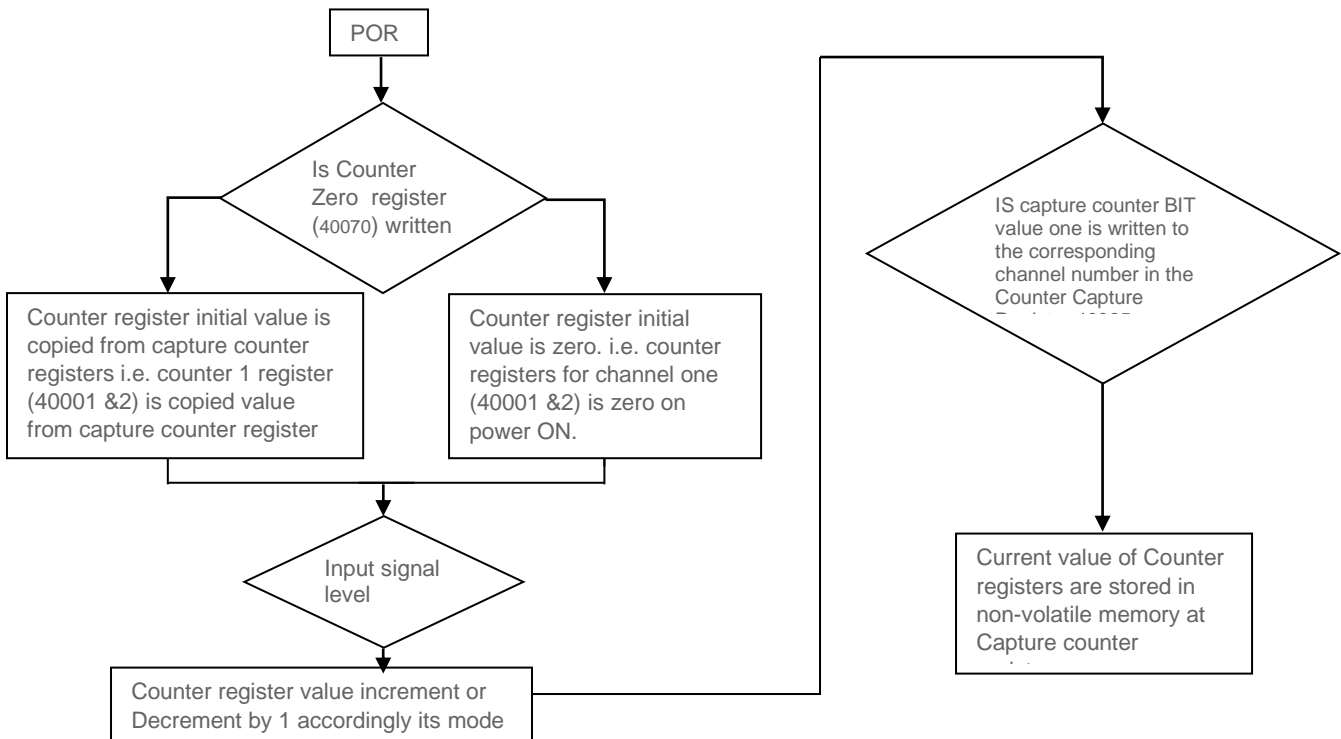 POR
Is Counter
Zero register
(40070) written
Counter register initial value is
copied from capture counter
registers i.e. counter 1 register
(40001 &2) is copied value
from capture counter register
Counter register initial
value is zero. i.e. counter
registers for channel one
(40001 &2) is zero on
power ON.
Input signal
level
Counter register value increment or
Decrement by 1 accordingly its mode
IS capture counter BIT
value one is written to
the corresponding
channel number in the
Counter Capture
Current value of Counter
registers are stored in
non-volatile memory at
Capture counter